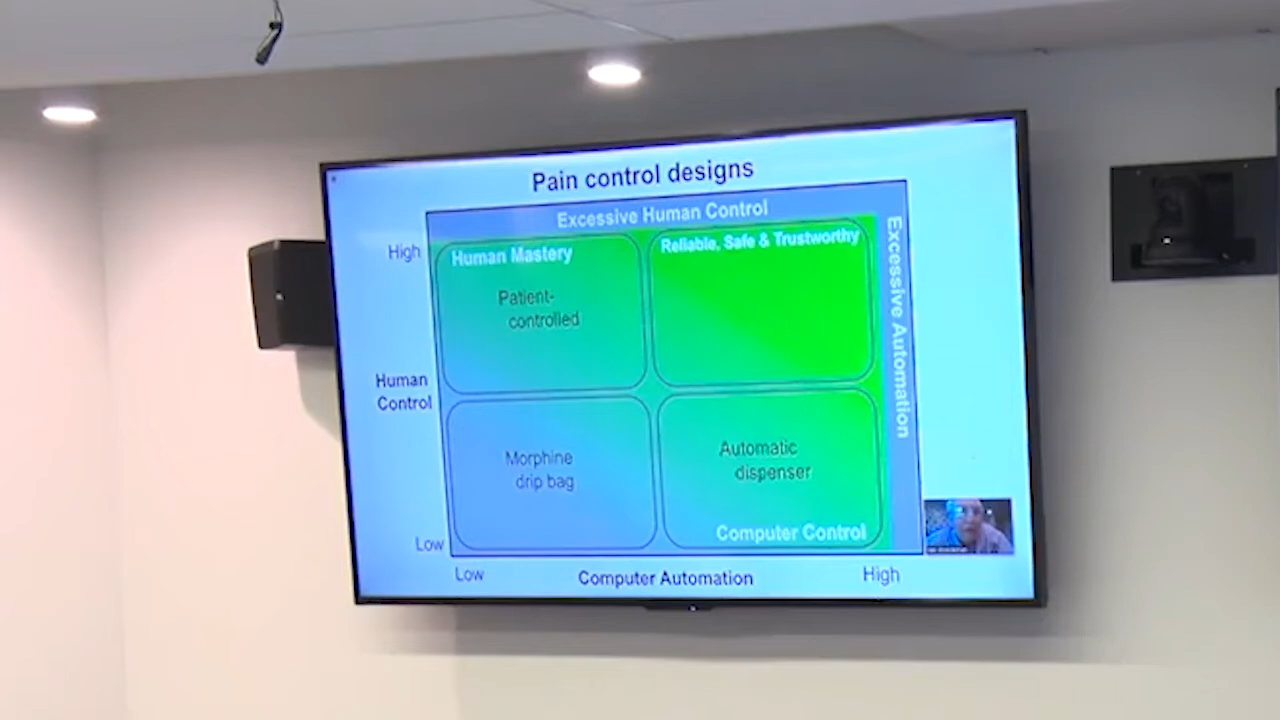 Pain control designs
Excessive Human Control
High
Human Mastery
Reliable, Safe & Trustworthy
Patient-
controlled
Excessive Automation
Human
Control
Morphine
drip bag
Automatic
dispenser
Computer Control
Low
Low
Computer Automation
High